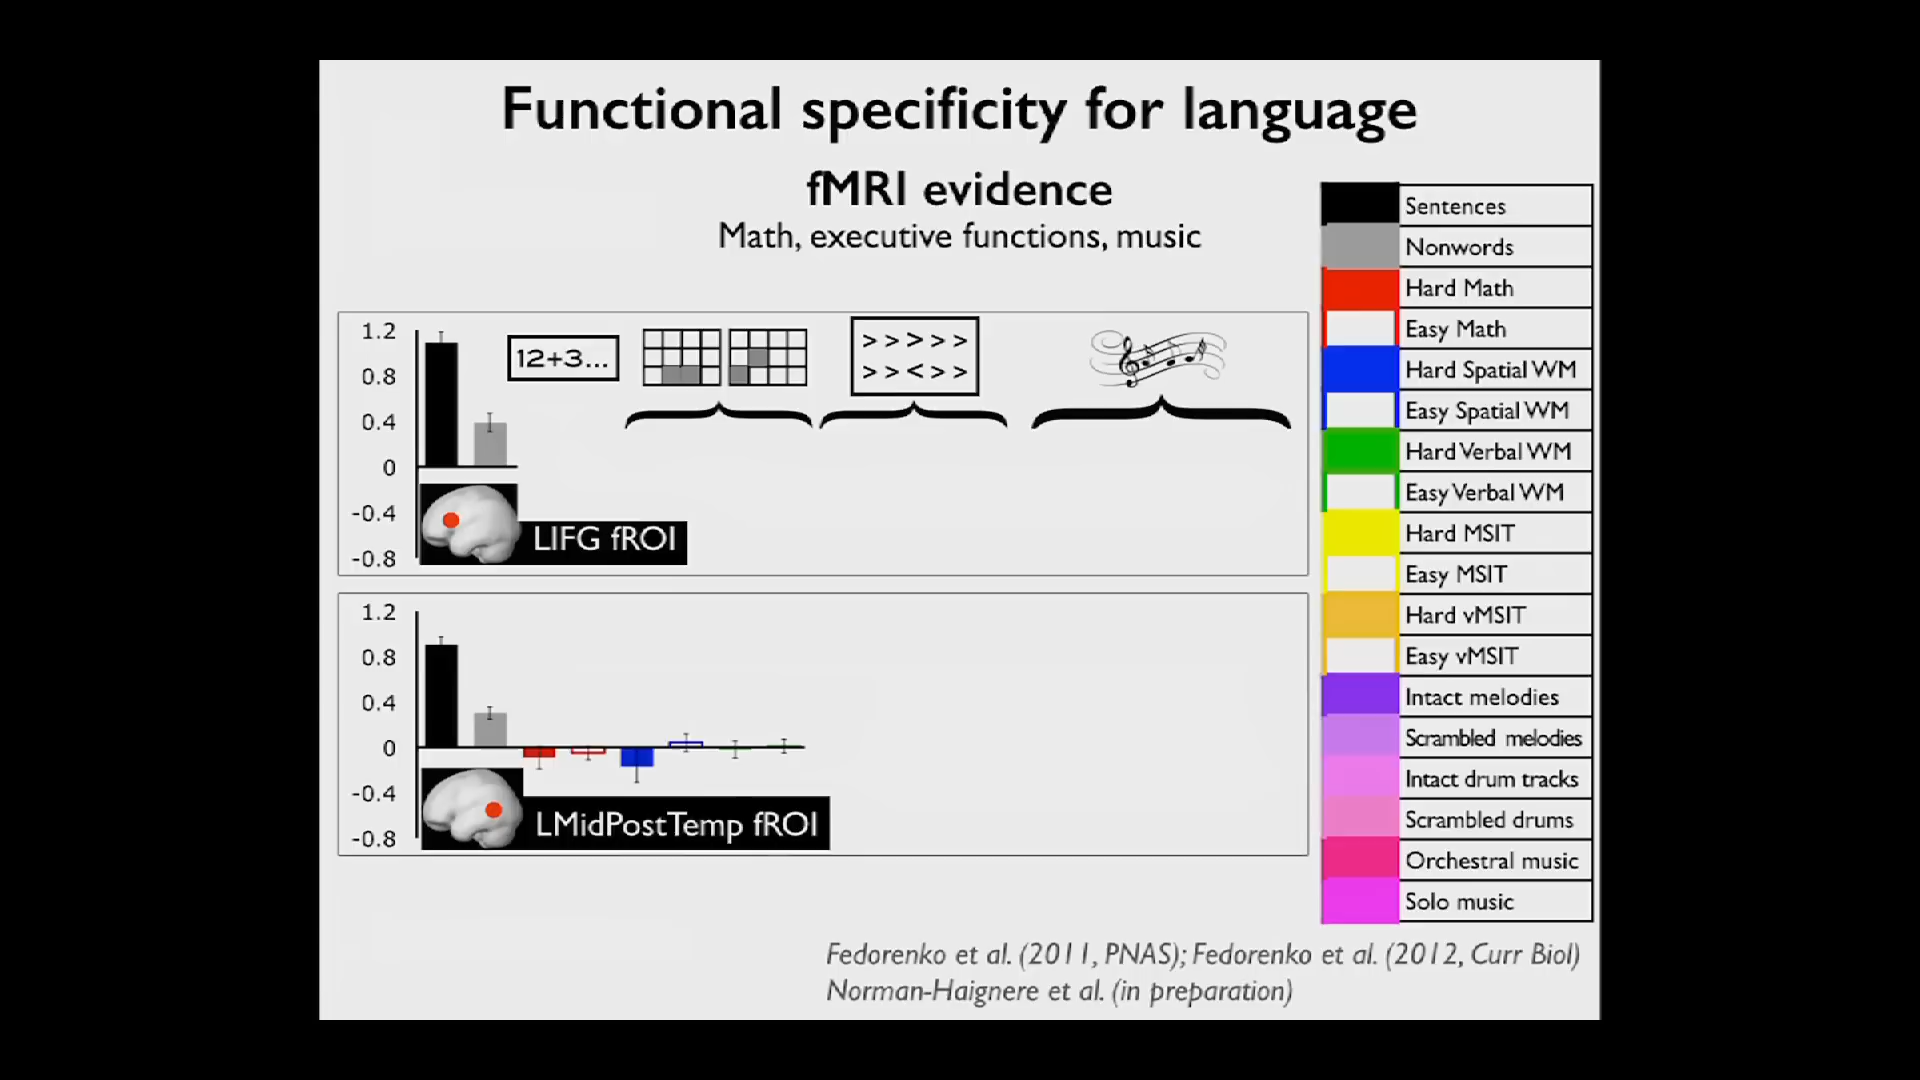 Functional specificity for language
fMRI evidence
Math, executive functions, music
1.2
0.8
0.4
0
-0.4
-0.8
12+3...
> > > > >
> > < > >
LIFG fROI
1.2
0.8
0.4
0
-0.4
-0.8
LMidPostTemp fROI
Sentences
Nonwords
Hard Math
Easy Math
Hard Spatial WM
Easy Spatial WM
Hard Verbal WM
Easy Verbal WM
Hard MSIT
Easy MSIT
Hard vMSIT
Easy vMSIT
Intact melodies
Scrambled melodies
Intact drum tracks
Scrambled drums
Orchestral music
Solo music
Fedorenko et al. (2011, PNAS); Fedorenko et al. (2012, Curr Biol)
Norman-Haignere et al. (in preparation)